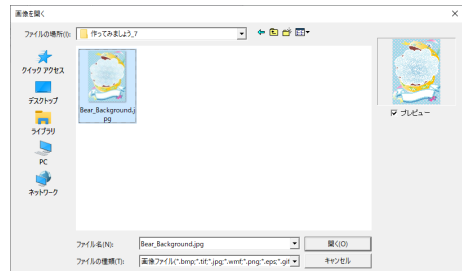 画像を開く
ファイルの場所(I):
作ってみましょう_7
クイック アクセス
デスクトップ
ライブラリ
PC
ネットワーク
Bear_Background.j
pg
プレビュー
ファイル名(N):
Bear_Background.jpg
開く(O)
ファイルの種類(T):
画像ファイル(*.bmp;*.tif;*.jpg;*.wmf;*.png;*.eps;*.gif
キャンセル